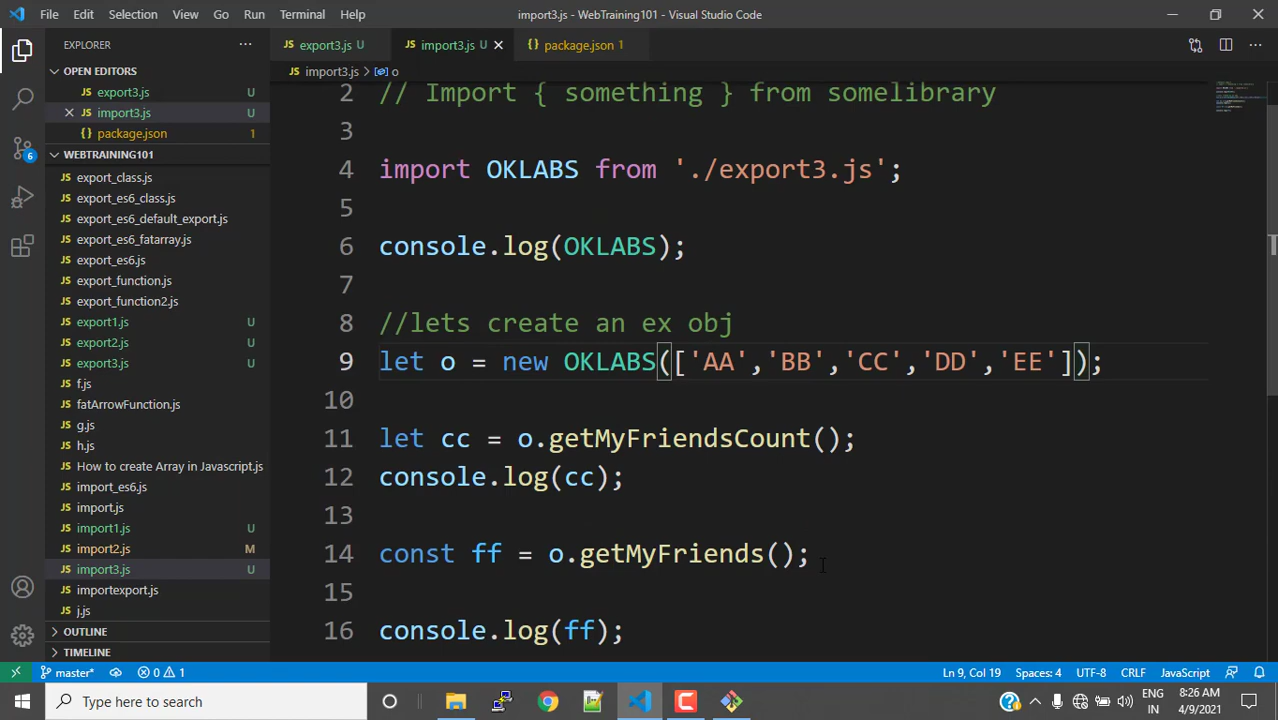 File Edit Selection View Go Run Terminal Help import3.js - WebTraining101 - Visual Studio Code
EXPLORER
export3.js U import3.js U package.json 1
OPEN EDITORS
export3.js U
import3.js U
package.json 1
WEBTRAINING101
export_class.js
export_es6_class.js
export_es6_default_export.js
export_es6_fatarray.js
export_es6.js
export_function.js
export_function2.js
export1.js U
export2.js U
export3.js U
f.js
fatArrowFunction.js
g.js
h.js
How to create Array in Javascript.js
import_es6.js
import.js
import1.js U
import2.js M
import3.js U
importexport.js
j.js
OUTLINE
TIMELINE
import3.js > o
2 // Import { something } from somelibrary
3
4 import OKLABS from './export3.js';
5
6 console.log(OKLABS);
7
8 //lets create an ex obj
9 let o = new OKLABS(['AA','BB','CC','DD','EE']);
10
11 let cc = o.getMyFriendsCount();
12 console.log(cc);
13
14 const ff = o.getMyFriends();
15
16 console.log(ff);
6
master* 0 1 Ln 9, Col 19 Spaces: 4 UTF-8 CRLF JavaScript
Type here to search
ENG
IN
8:26 AM
4/9/2021